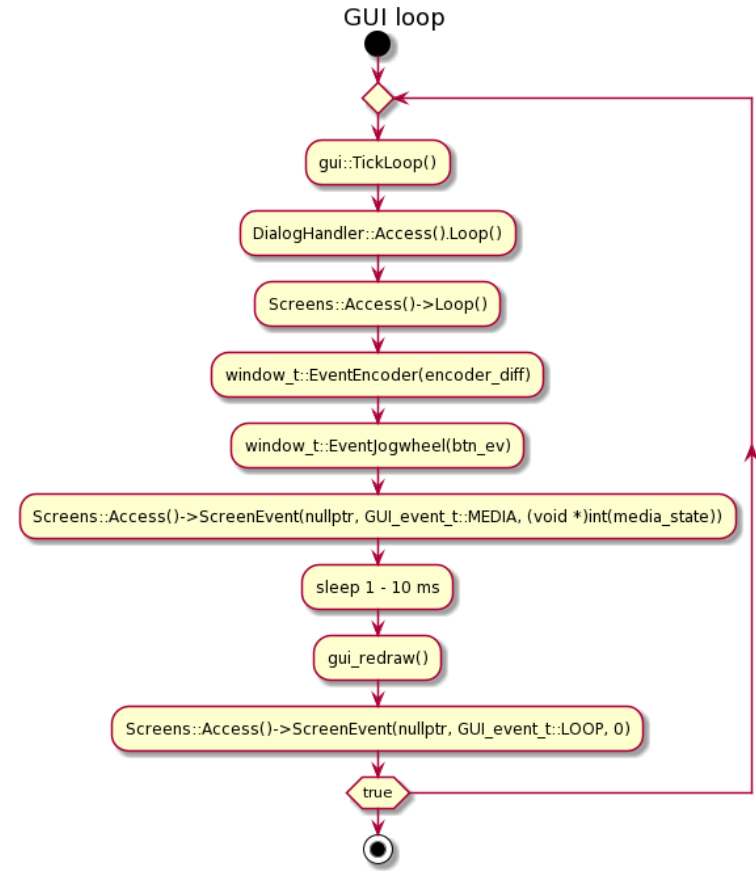 GUI loop
gui::TickLoop()
DialogHandler::Access().Loop()
Screens::Access()->Loop()
window_t::EventEncoder(encoder_diff)
window_t::EventJogwheel(btn_ev)
Screens::Access()->ScreenEvent(nullptr, GUI_event_t::MEDIA, (void *)int(media_state))
sleep 1 - 10 ms
gui_redraw()
Screens::Access()->ScreenEvent(nullptr, GUI_event_t::LOOP, 0)
true